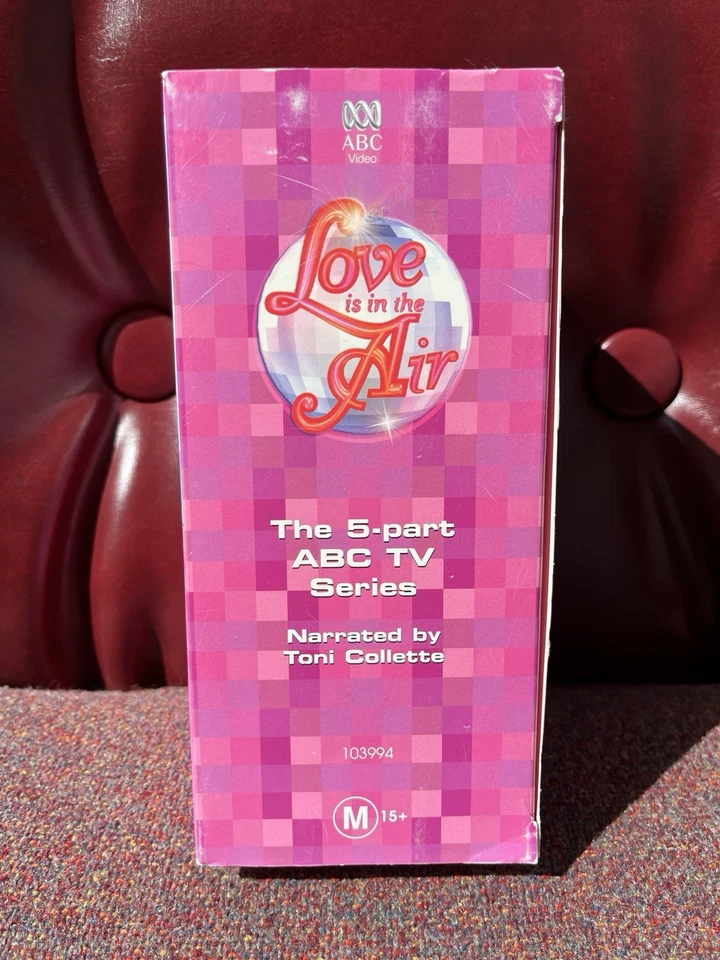 ABC
Video
Love
is in the
Air
The 5-part
ABC TV
Series
Narrated by
Toni Collette
103994
M 15+